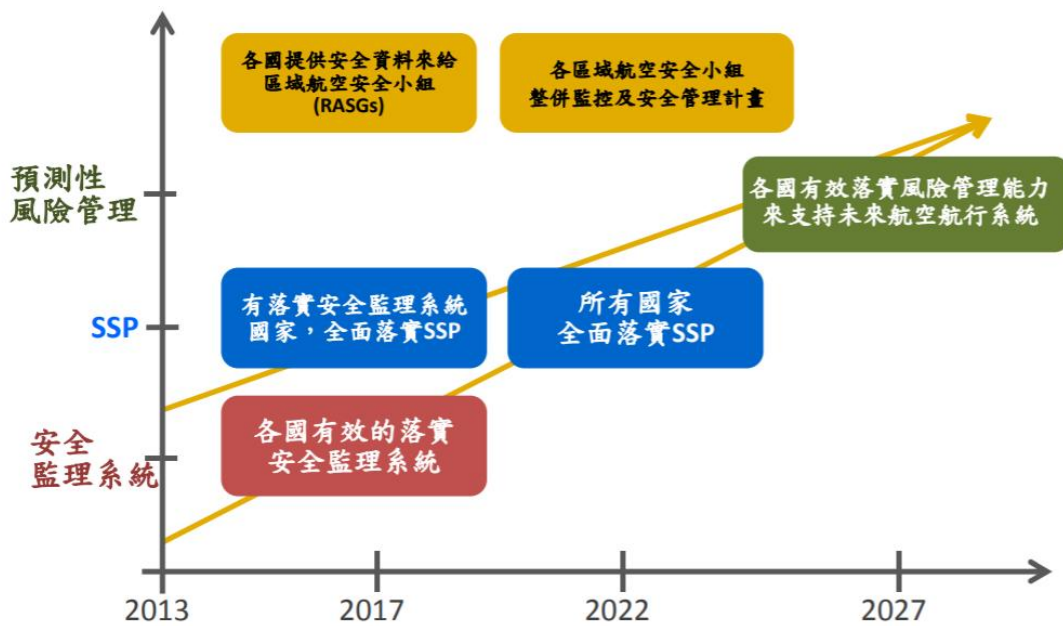 各國提供安全資料來給
區域航空安全小組
(RASGs)
各區域航空安全小組
整併監控及安全管理計畫
預測性
風險管理
各國有效落實風險管理能力
來支持未來航空航行系統
SSP
有落實安全監理系統
國家，全面落實SSP
所有國家
全面落實SSP
安全
監理系統
各國有效的落實
安全監理系統
2013
2017
2022
2027